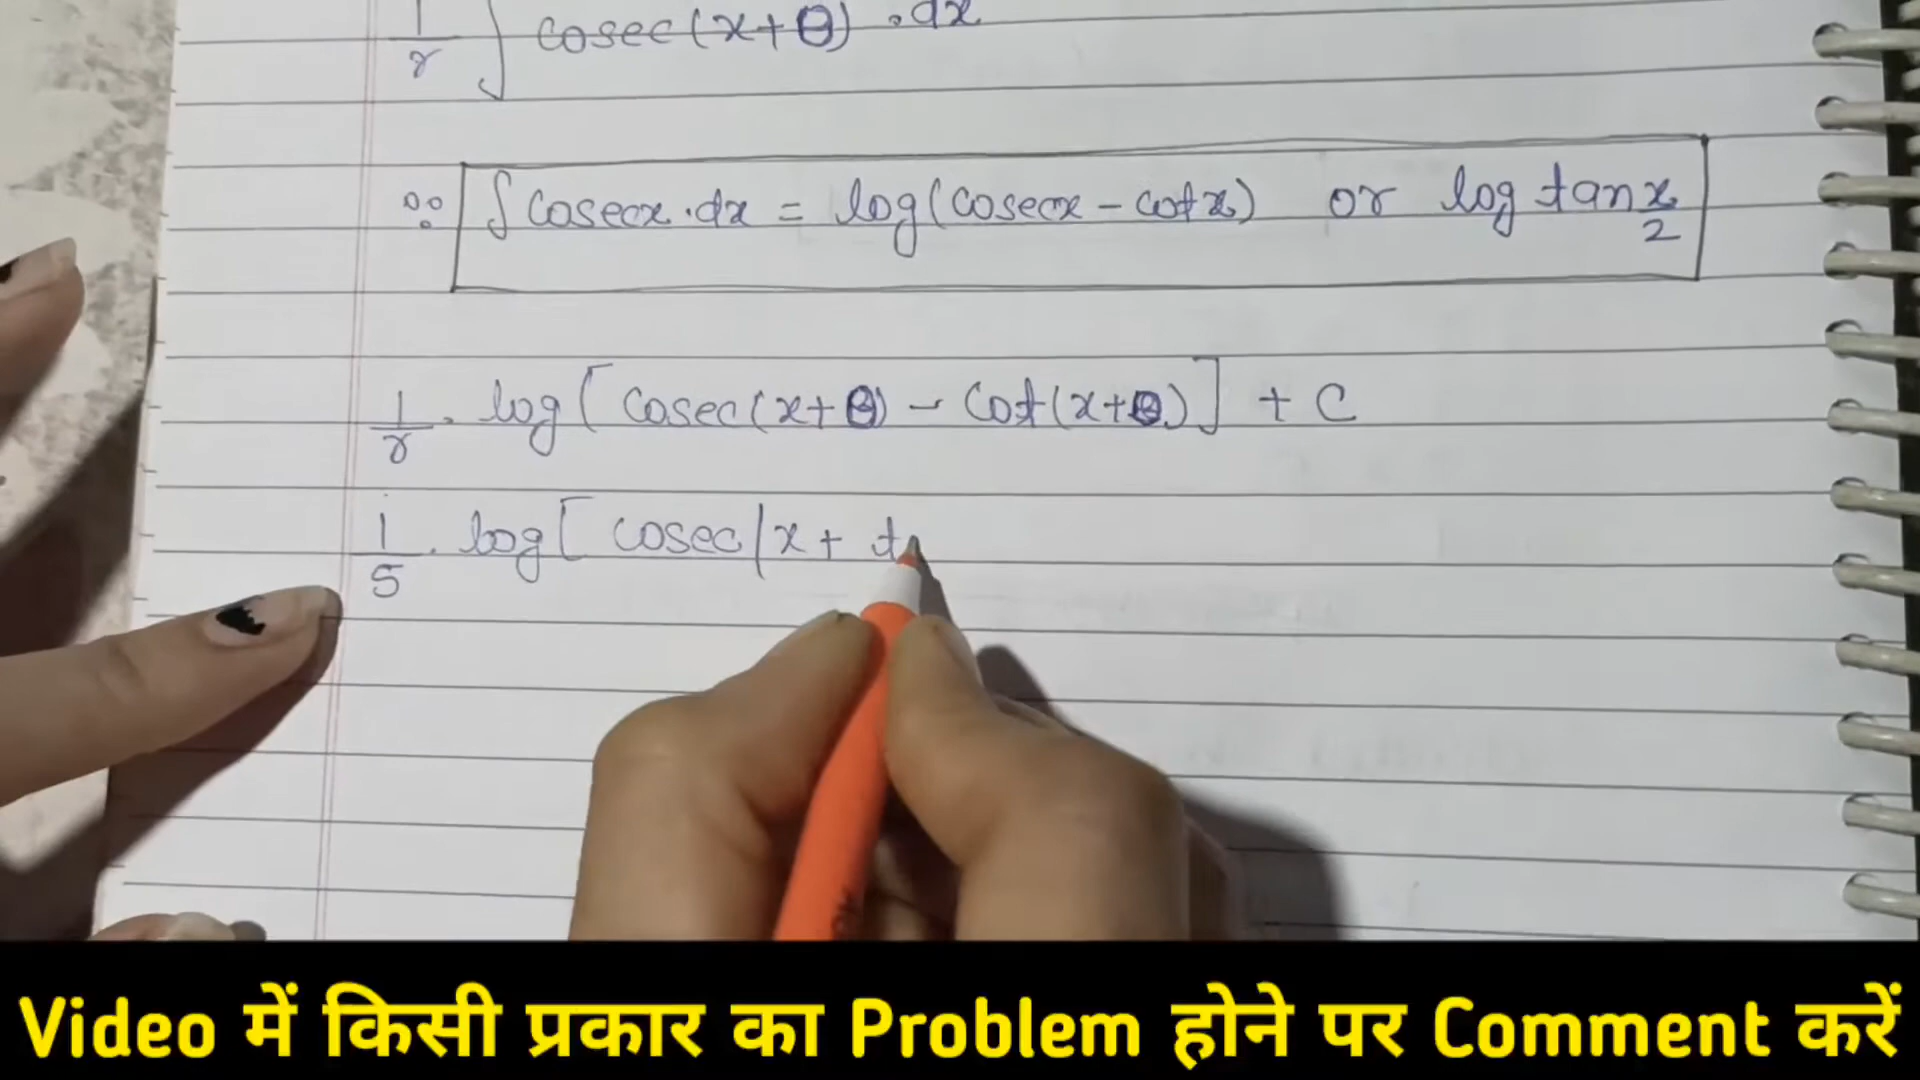 1/r ∫ cosec(x+θ).dx
∵ ∫ cosecx.dx = log(cosecx - cotx) or log tan x/2
1/r . log[cosec(x+θ) - cot(x+θ)] + c
1/5 . log[cosec(x+ t
Video में किसी प्रकार का Problem होने पर Comment करें